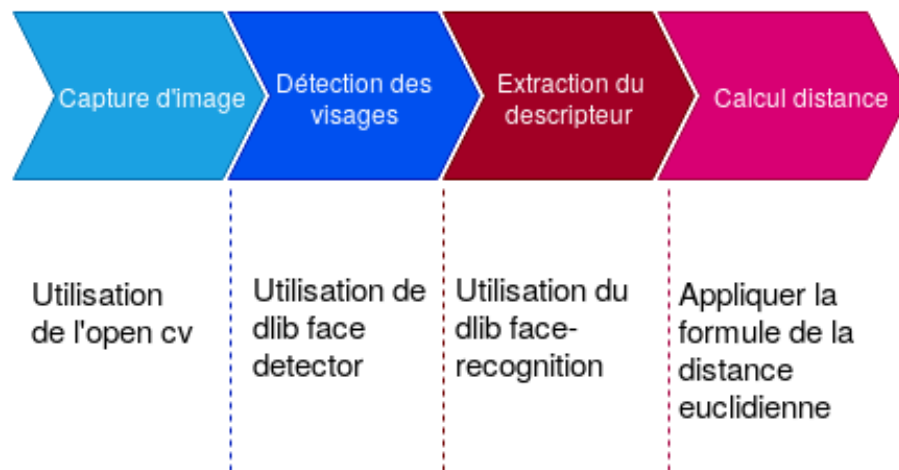 Capture d'image
Détection des
visages
Extraction du
descripteur
Calcul distance
Utilisation
de l'open cv
Utilisation de
dlib face
detector
Utilisation du
dlib face-
recognition
Appliquer la
formule de la
distance
euclidienne